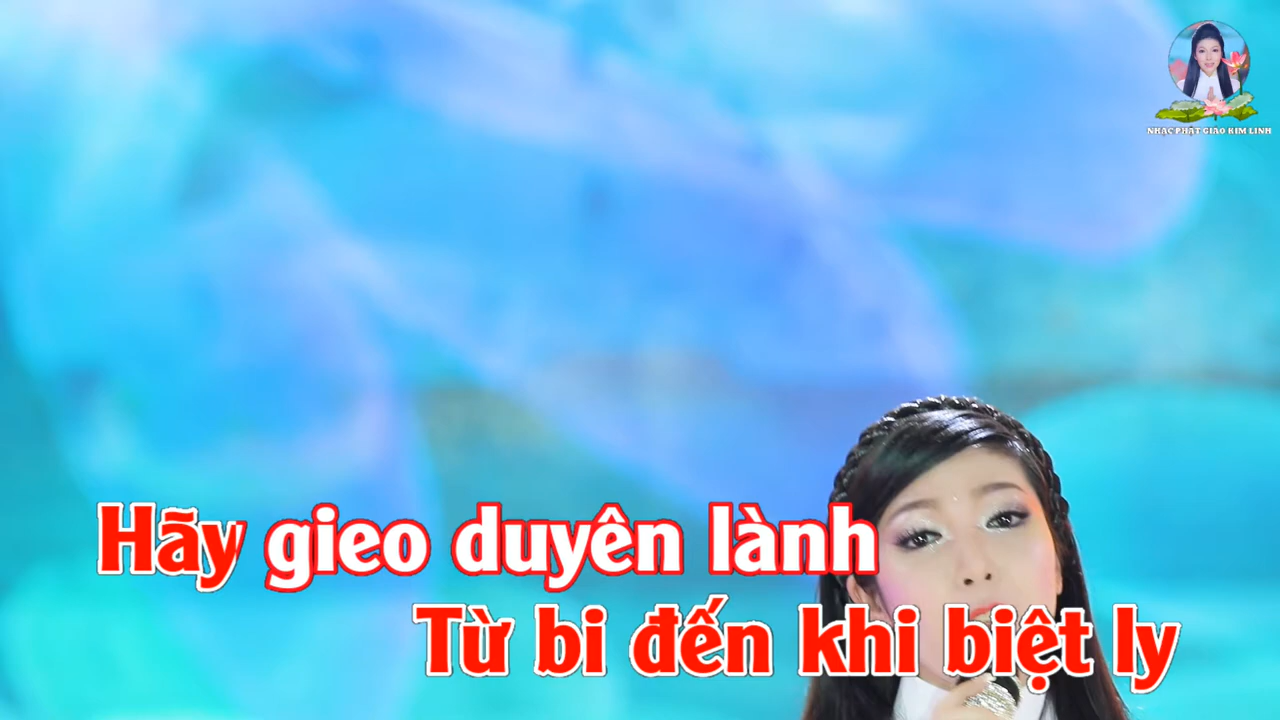 NHẠC PHẬT GIÁO KIM LINH
Hãy gieo duyên lành
Từ bi đến khi biệt ly